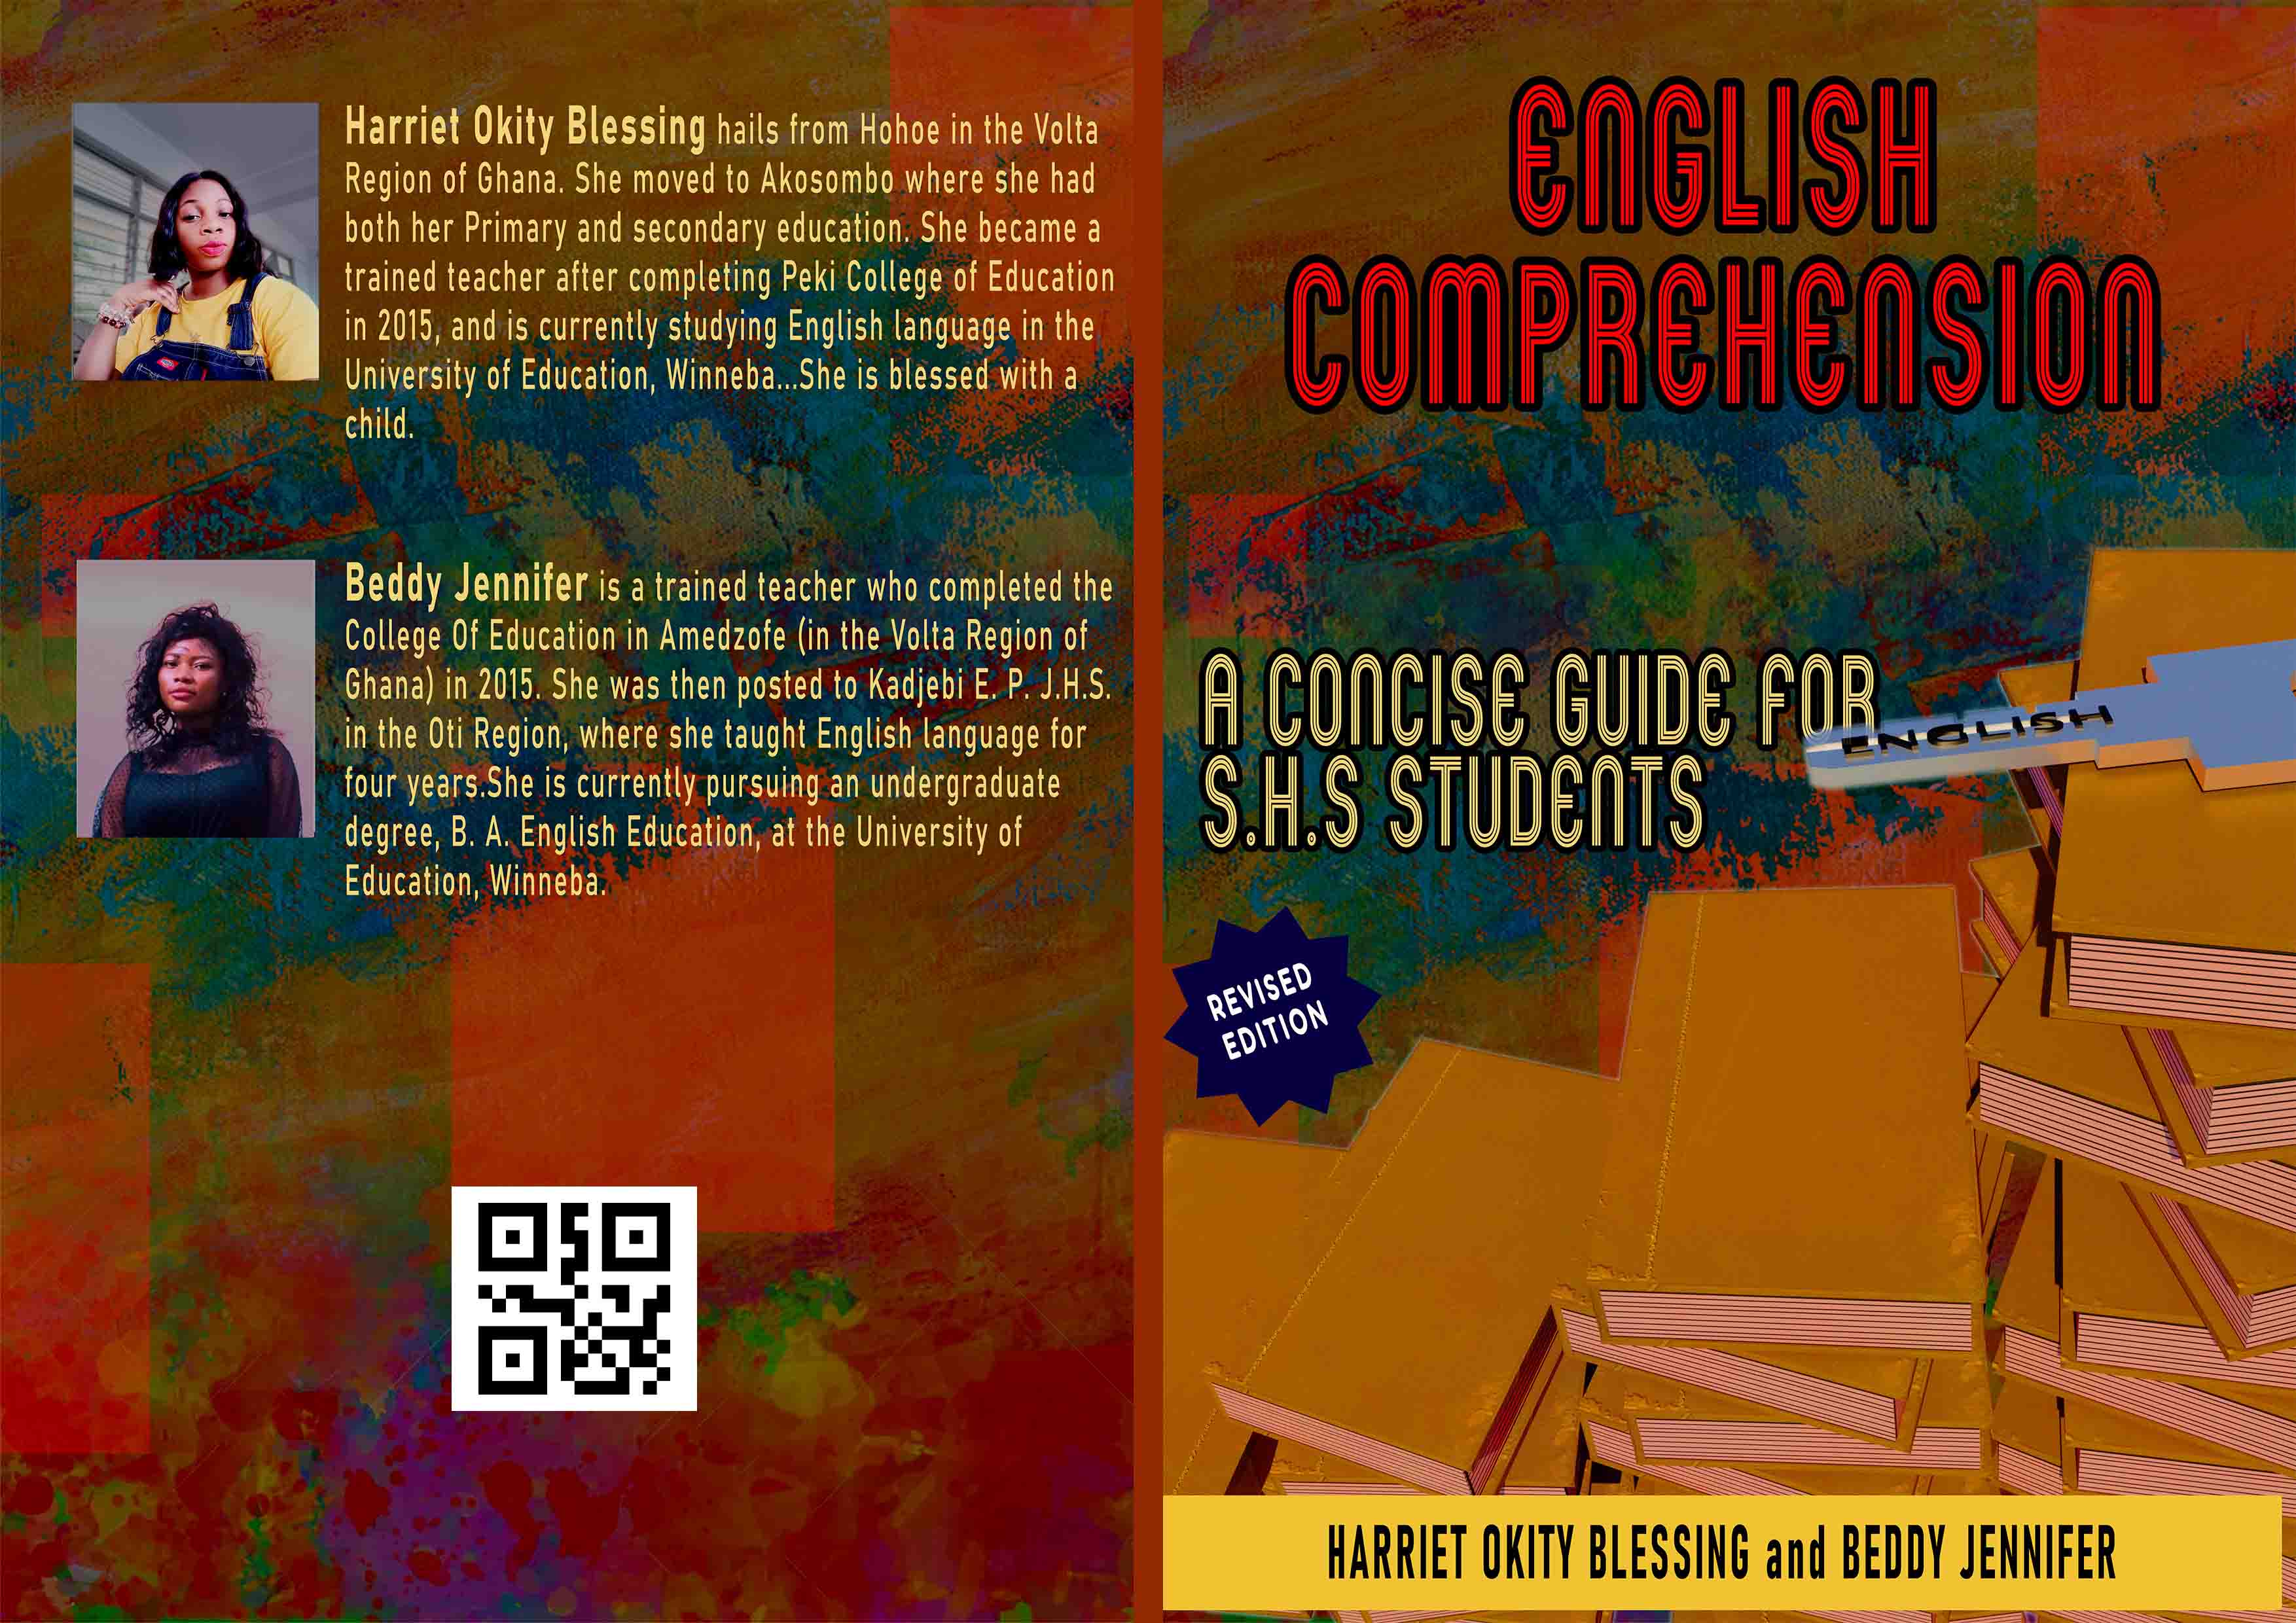 Harriet Okity Blessing hails from Hohoe in the Volta
Region of Ghana. She moved to Akosombo where she had
both her Primary and secondary education. She became a
trained teacher after completing Peki College of Education
in 2015, and is currently studying English language in the
University of Education, Winneba...She is blessed with a
child.
Beddy Jennifer is a trained teacher who completed the
College Of Education in Amedzofe (in the Volta Region of
Ghana) in 2015. She was then posted to Kadjebi E. P. J.H.S.
in the Oti Region, where she taught English language for
four years.She is currently pursuing an undergraduate
degree, B. A. English Education, at the University of
Education, Winneba.
ENGLISH
COMPREHENSION
A CONCISE GUIDE FOR
S.H.S STUDENTS
ENGLISH
REVISED
EDITION
HARRIET OKITY BLESSING and BEDDY JENNIFER